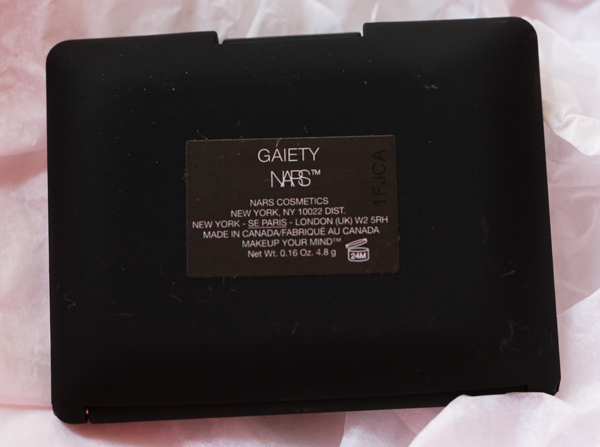 GAIETY
NARS™
NARS COSMETICS
NEW YORK, NY 10022 DIST.
NEW YORK - SE PARIS - LONDON (UK) W2 5RH
MADE IN CANADA/FABRIQUÉ AU CANADA
MAKEUP YOUR MIND™
Net Wt. 0.16 Oz. 4.8 g
24M
1FJCA